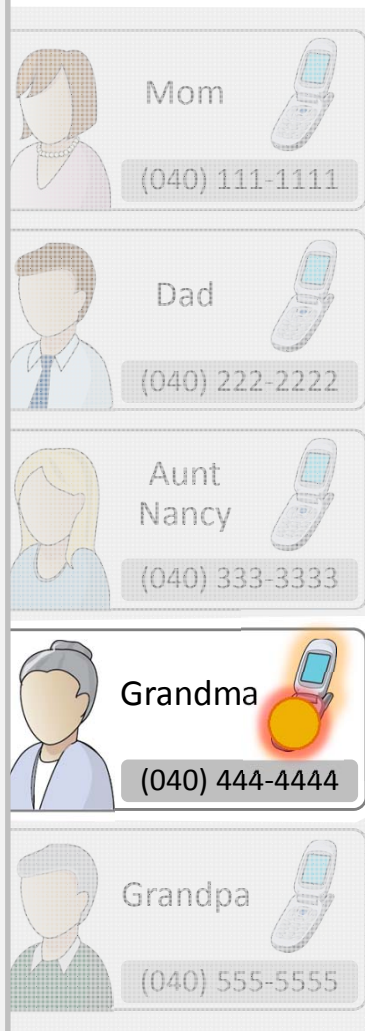 Mom
(040) 111-1111
Dad
(040) 222-2222
Aunt
Nancy
(040) 333-3333
Grandma
(040) 444-4444
Grandpa
(040) 555-5555